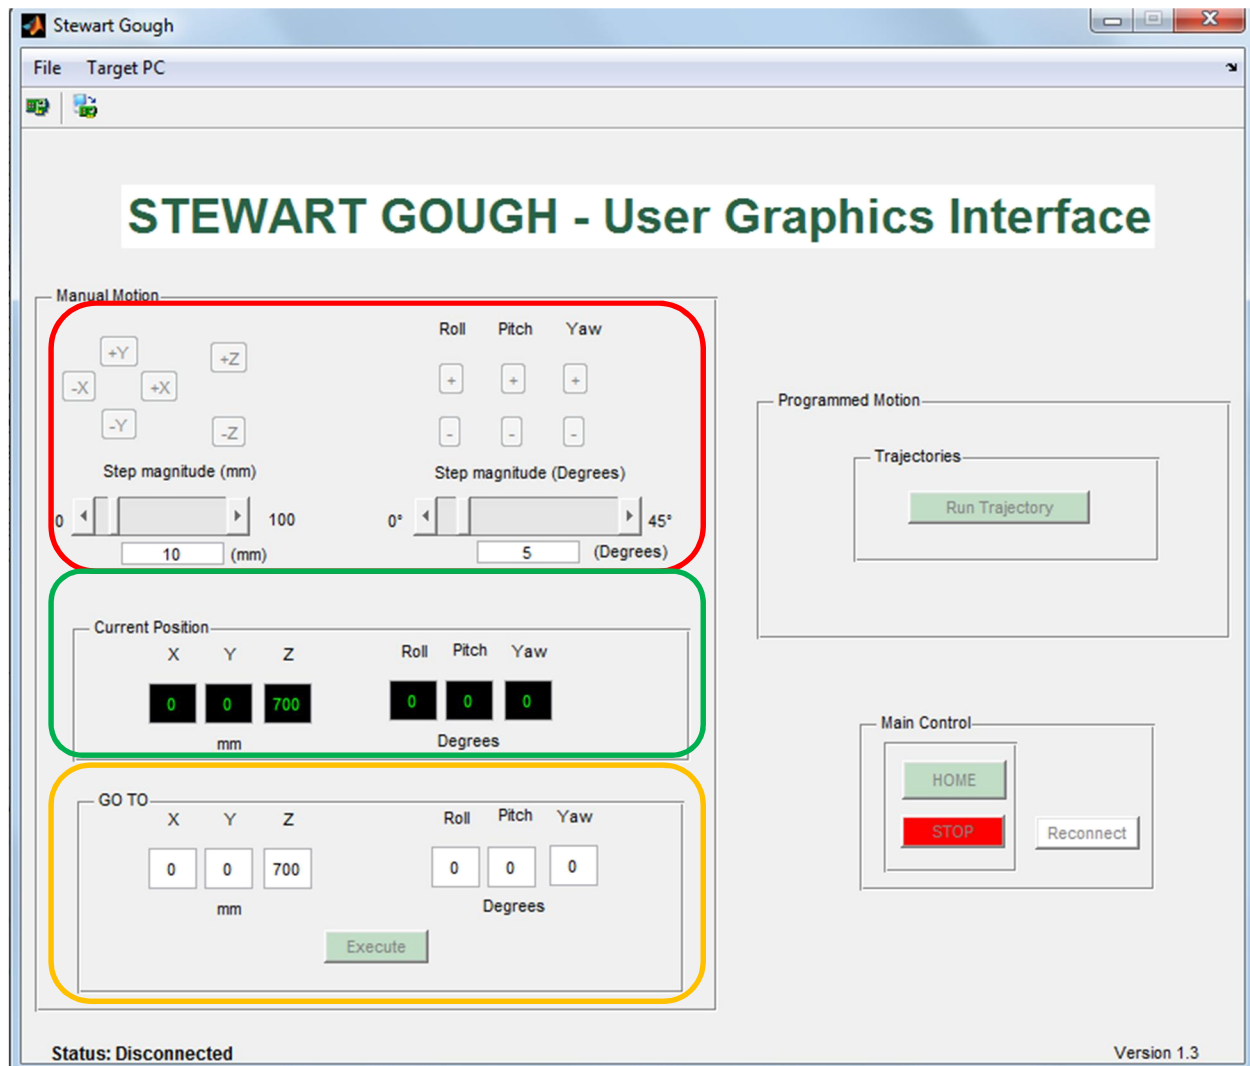 Stewart Gough
File Target PC
STEWART GOUGH - User Graphics Interface
Manual Motion
Roll Pitch Yaw
+Y +Z
-X +X + + +
-Y -Z - - -
Step magnitude (mm) Step magnitude (Degrees)
0 100 0° 45°
10 (mm) 5 (Degrees)
Current Position
X Y Z Roll Pitch Yaw
0 0 700 0 0 0
mm Degrees
GO TO
X Y Z Roll Pitch Yaw
0 0 700 0 0 0
mm Degrees
Execute
Programmed Motion
Trajectories
Run Trajectory
Main Control
HOME
STOP Reconnect
Status: Disconnected Version 1.3